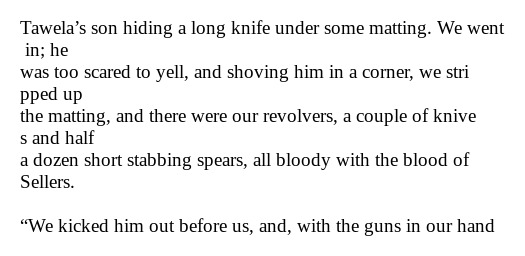 Tawela’s son hiding a long knife under some matting. We went
in; he
was too scared to yell, and shoving him in a corner, we stri
pped up
the matting, and there were our revolvers, a couple of knive
s and half
a dozen short stabbing spears, all bloody with the blood of
Sellers.

“We kicked him out before us, and, with the guns in our hand